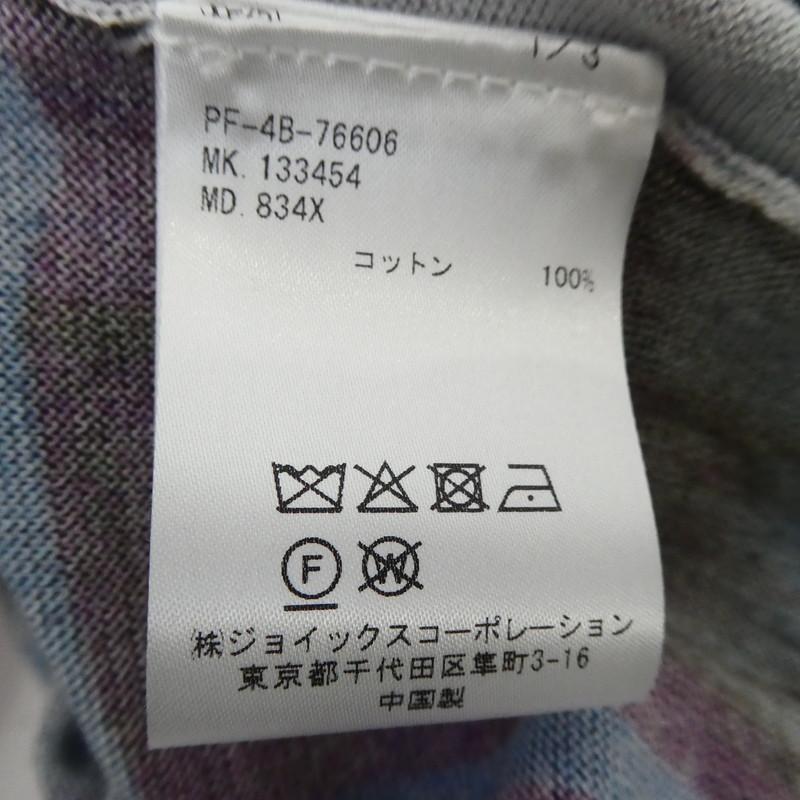 1/3
PF-4B-76606
MK. 133454
MD. 834X
コットン 100%
F W
㈱ジョイックスコーポレーション
東京都千代田区隼町3-16
中国製